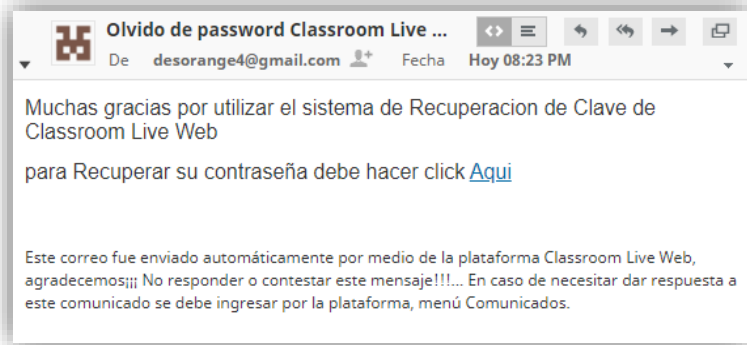 Olvido de password Classroom Live ...
De desorange4@gmail.com Fecha Hoy 08:23 PM
Muchas gracias por utilizar el sistema de Recuperacion de Clave de
Classroom Live Web
para Recuperar su contraseña debe hacer click Aqui
Este correo fue enviado automáticamente por medio de la plataforma Classroom Live Web,
agradecemos¡¡¡ No responder o contestar este mensaje!!!... En caso de necesitar dar respuesta a
este comunicado se debe ingresar por la plataforma, menú Comunicados.